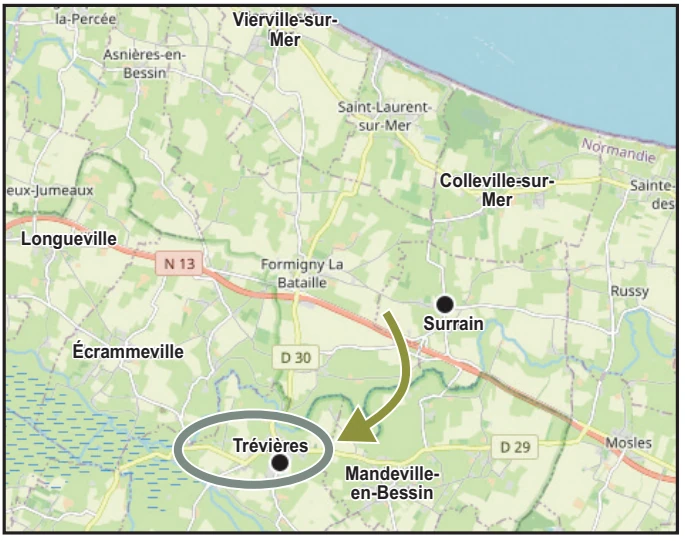 la-Percée
Vierville-sur-
Mer
Asnières-en-
Bessin
Saint-Laurent-
sur-Mer
Normandie
Colleville-sur-
Mer
Sainte-
des
eux-Jumeaux
Longueville
N 13
Formigny La
Bataille
Russy
Surrain
Écrammeville
D 30
Trévières
D 29
Mosles
Mandeville-
en-Bessin